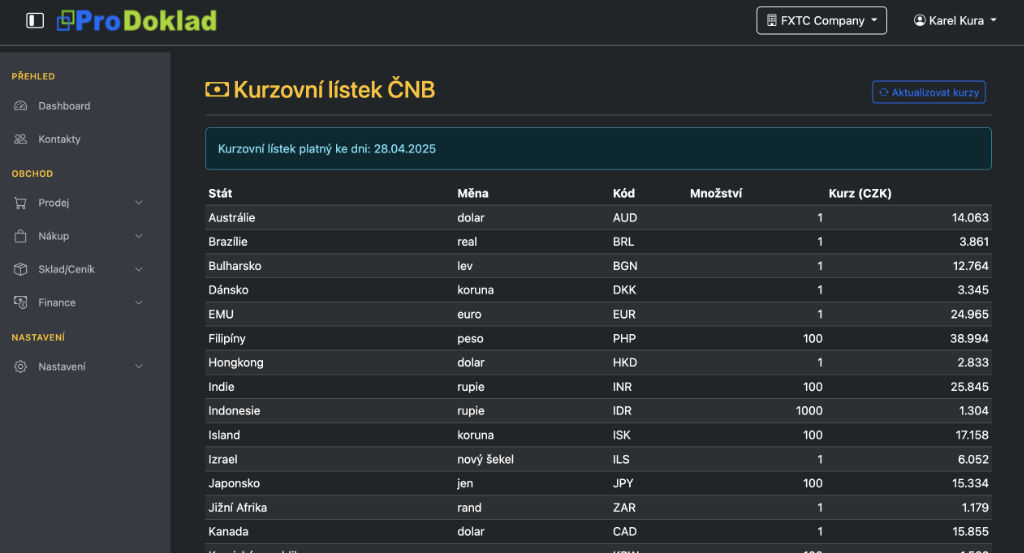 ProDoklad
FXTC Company
Karel Kura
PŘEHLED
Dashboard
Kontakty
OBCHOD
Prodej
Nákup
Sklad/Ceník
Finance
NASTAVENÍ
Nastavení
Kurzovní lístek ČNB
Aktualizovat kurzy
Kurzovní lístek platný ke dni: 28.04.2025
Stát Měna Kód Množství Kurz (CZK)
Austrálie dolar AUD 1 14.063
Brazílie real BRL 1 3.861
Bulharsko lev BGN 1 12.764
Dánsko koruna DKK 1 3.345
EMU euro EUR 1 24.965
Filipíny peso PHP 100 38.994
Hongkong dolar HKD 1 2.833
Indie rupie INR 100 25.845
Indonesie rupie IDR 1000 1.304
Island koruna ISK 100 17.158
Izrael nový šekel ILS 1 6.052
Japonsko jen JPY 100 15.334
Jižní Afrika rand ZAR 1 1.179
Kanada dolar CAD 1 15.855